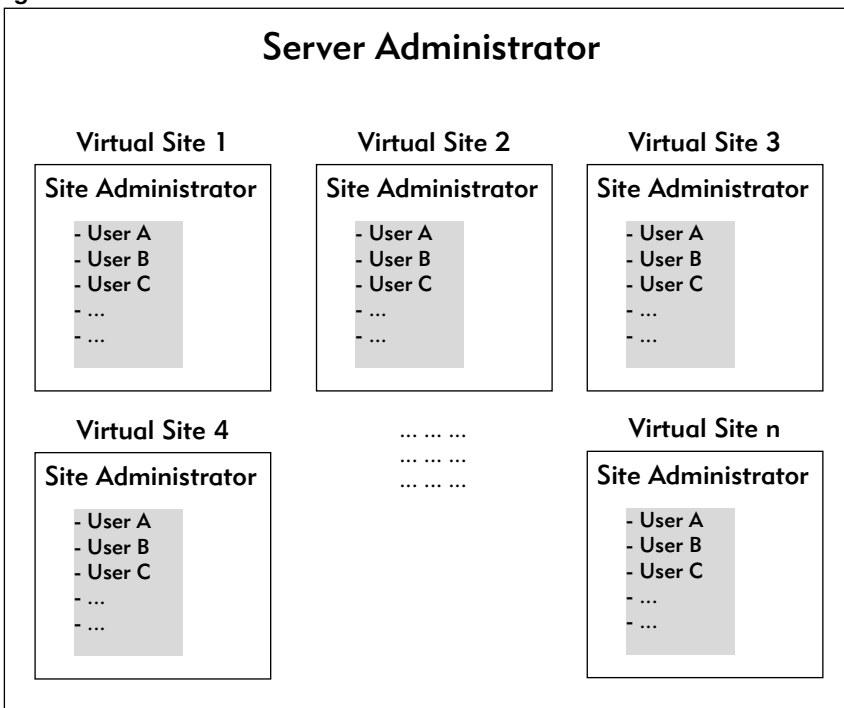 Server Administrator
Virtual Site 1
Site Administrator
- User A
- User B
- User C
- ...
- ...
Virtual Site 2
Site Administrator
- User A
- User B
- User C
- ...
- ...
Virtual Site 3
Site Administrator
- User A
- User B
- User C
- ...
- ...
Virtual Site 4
Site Administrator
- User A
- User B
- User C
- ...
- ...
... ... ...
... ... ...
... ... ...
Virtual Site n
Site Administrator
- User A
- User B
- User C
- ...
- ...